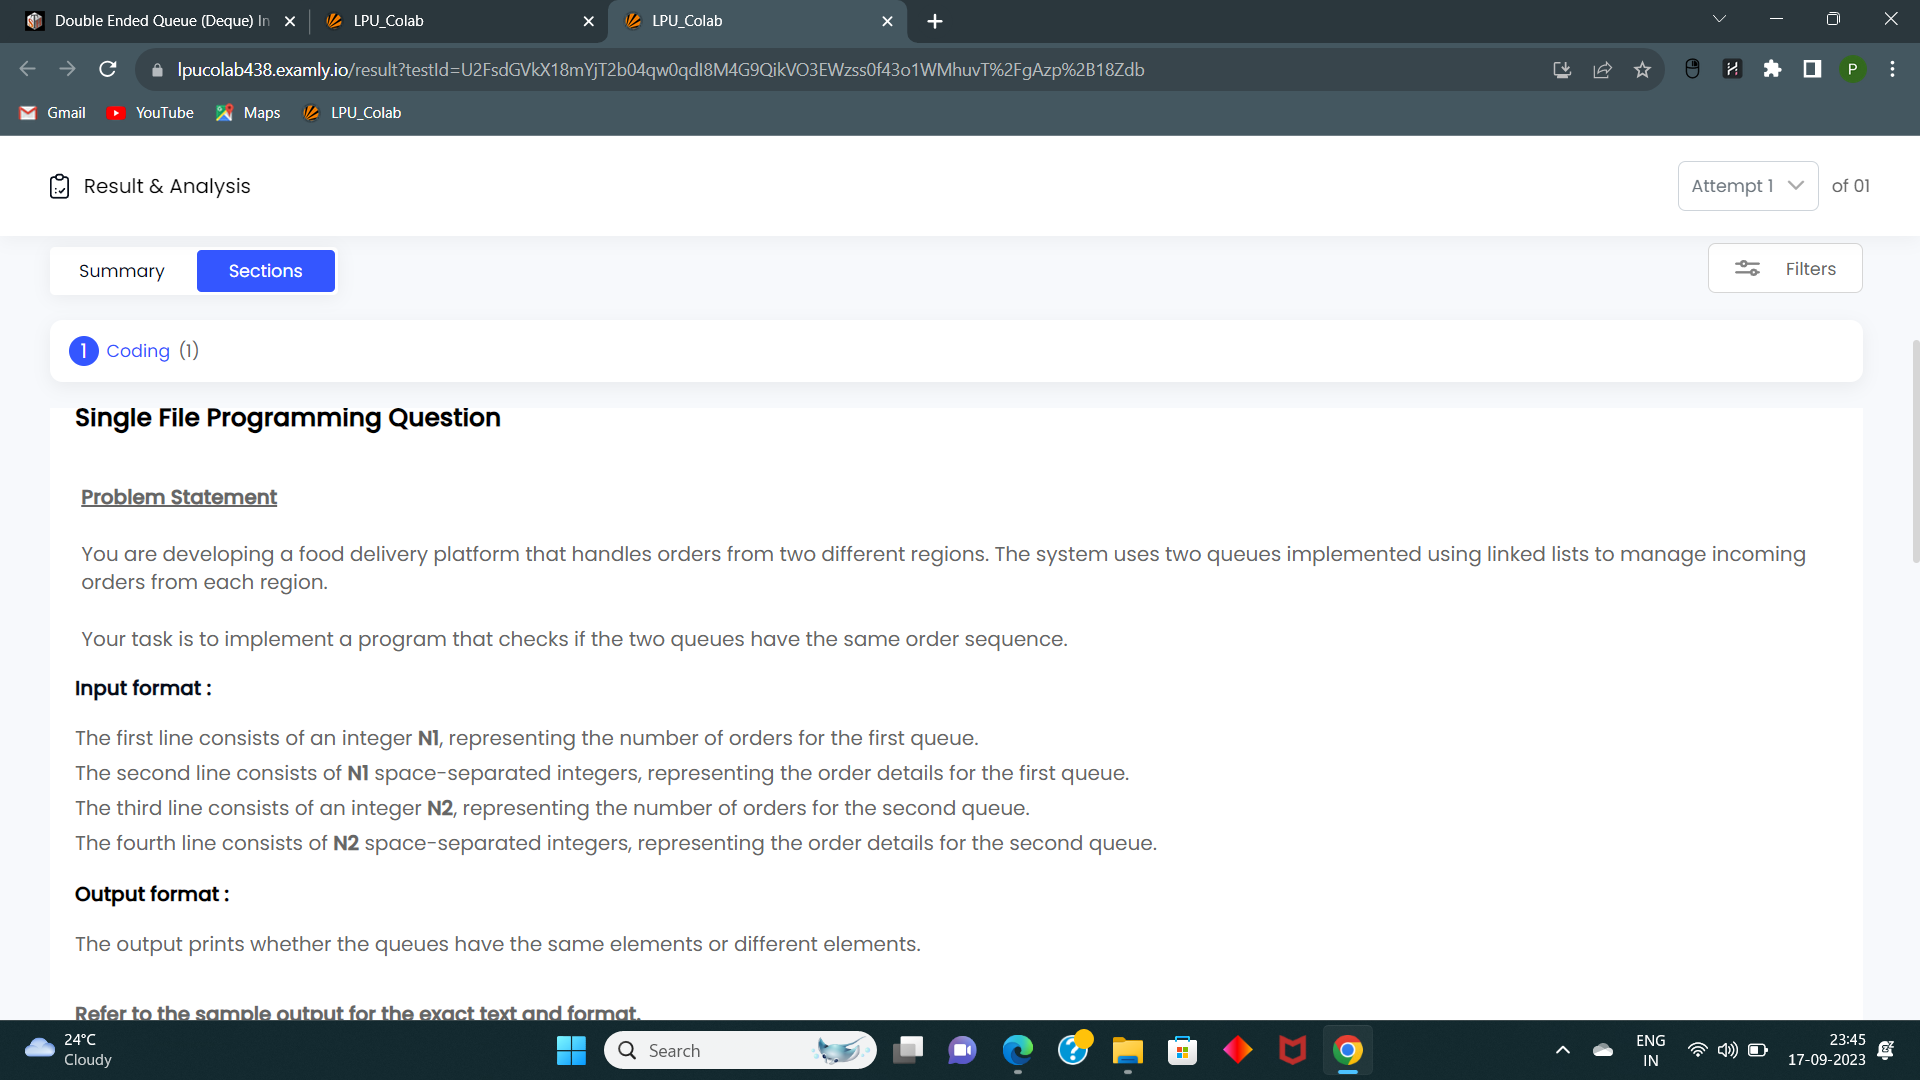 Double Ended Queue (Deque) In
LPU_Colab
LPU_Colab
lpucolab438.examly.io/result?testId=U2FsdGVkX18mYjT2b04qw0qdI8M4G9QikVO3EWzss0f43o1WMhuvT%2FgAzp%2B18Zdb
P
Gmail
YouTube
Maps
LPU_Colab
Result & Analysis
Attempt 1
of 01
Summary
Sections
Filters
1 Coding (1)
Single File Programming Question
Problem Statement
You are developing a food delivery platform that handles orders from two different regions. The system uses two queues implemented using linked lists to manage incoming
orders from each region.
Your task is to implement a program that checks if the two queues have the same order sequence.
Input format :
The first line consists of an integer N1, representing the number of orders for the first queue.
The second line consists of N1 space-separated integers, representing the order details for the first queue.
The third line consists of an integer N2, representing the number of orders for the second queue.
The fourth line consists of N2 space-separated integers, representing the order details for the second queue.
Output format :
The output prints whether the queues have the same elements or different elements.
Refer to the sample output for the exact text and format.
24°C
Cloudy
Search
ENG
IN
23:45
17-09-2023